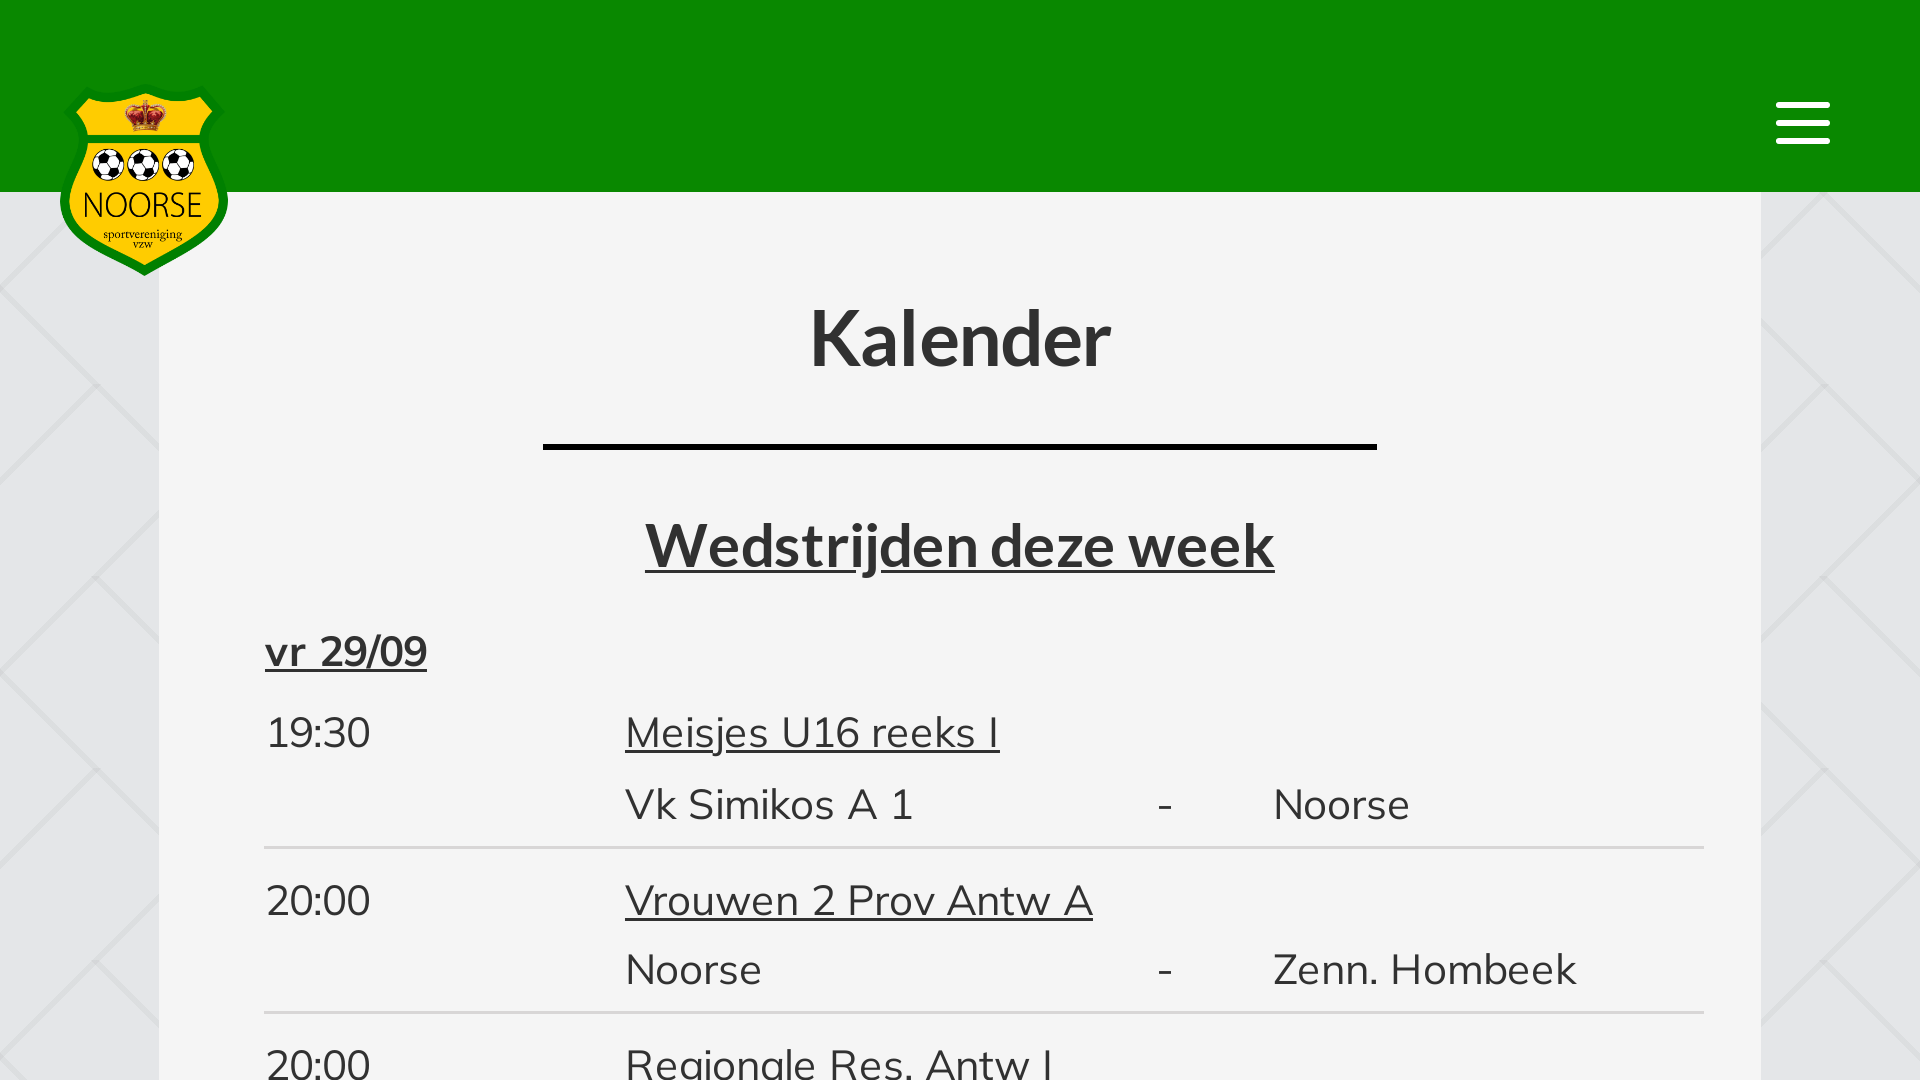 NOORSE
sportvereniging
vzw
Kalender
Wedstrijden deze week
vr 29/09
19:30 Meisjes U16 reeks I
Vk Simikos A 1 - Noorse
20:00 Vrouwen 2 Prov Antw A
Noorse - Zenn. Hombeek
20:00 Regionale Res. Antw I